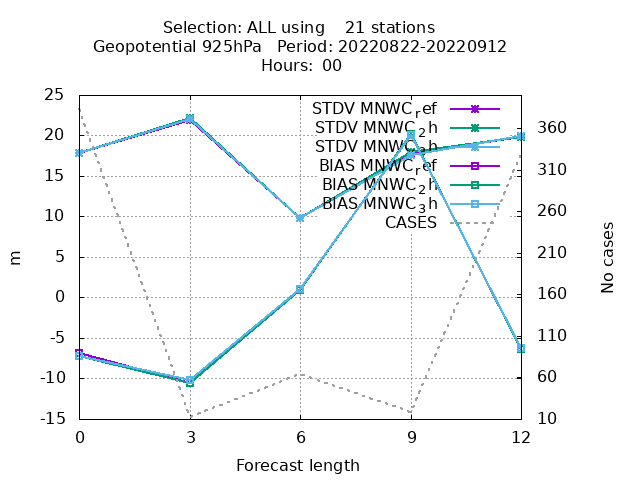 Selection: ALL using    21 stations
Geopotential 925hPa   Period: 20220822-20220912
Hours: 00
STDV MNWC_ref
STDV MNWC_2h
STDV MNWC_3h
BIAS MNWC_ref
BIAS MNWC_2h
BIAS MNWC_3h
CASES
25
20
15
10
5
0
-5
-10
-15
m
360
310
260
210
160
110
60
10
No cases
0 3 6 9 12
Forecast length